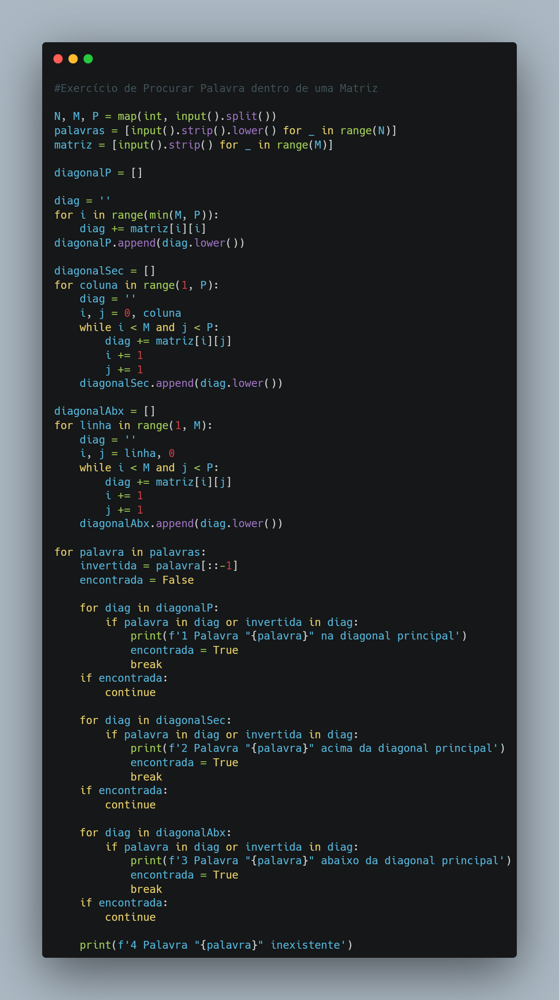 #Exercício de Procurar Palavra dentro de uma Matriz

N, M, P = map(int, input().split())
palavras = [input().strip().lower() for _ in range(N)]
matriz = [input().strip() for _ in range(M)]

diagonalP = []

diag = ''
for i in range(min(M, P)):
    diag += matriz[i][i]
diagonalP.append(diag.lower())

diagonalSec = []
for coluna in range(1, P):
    diag = ''
    i, j = 0, coluna
    while i < M and j < P:
        diag += matriz[i][j]
        i += 1
        j += 1
    diagonalSec.append(diag.lower())

diagonalAbx = []
for linha in range(1, M):
    diag = ''
    i, j = linha, 0
    while i < M and j < P:
        diag += matriz[i][j]
        i += 1
        j += 1
    diagonalAbx.append(diag.lower())

for palavra in palavras:
    invertida = palavra[::-1]
    encontrada = False

    for diag in diagonalP:
        if palavra in diag or invertida in diag:
            print(f'1 Palavra "{palavra}" na diagonal principal')
            encontrada = True
            break
    if encontrada:
        continue

    for diag in diagonalSec:
        if palavra in diag or invertida in diag:
            print(f'2 Palavra "{palavra}" acima da diagonal principal')
            encontrada = True
            break
    if encontrada:
        continue

    for diag in diagonalAbx:
        if palavra in diag or invertida in diag:
            print(f'3 Palavra "{palavra}" abaixo da diagonal principal')
            encontrada = True
            break
    if encontrada:
        continue

    print(f'4 Palavra "{palavra}" inexistente')